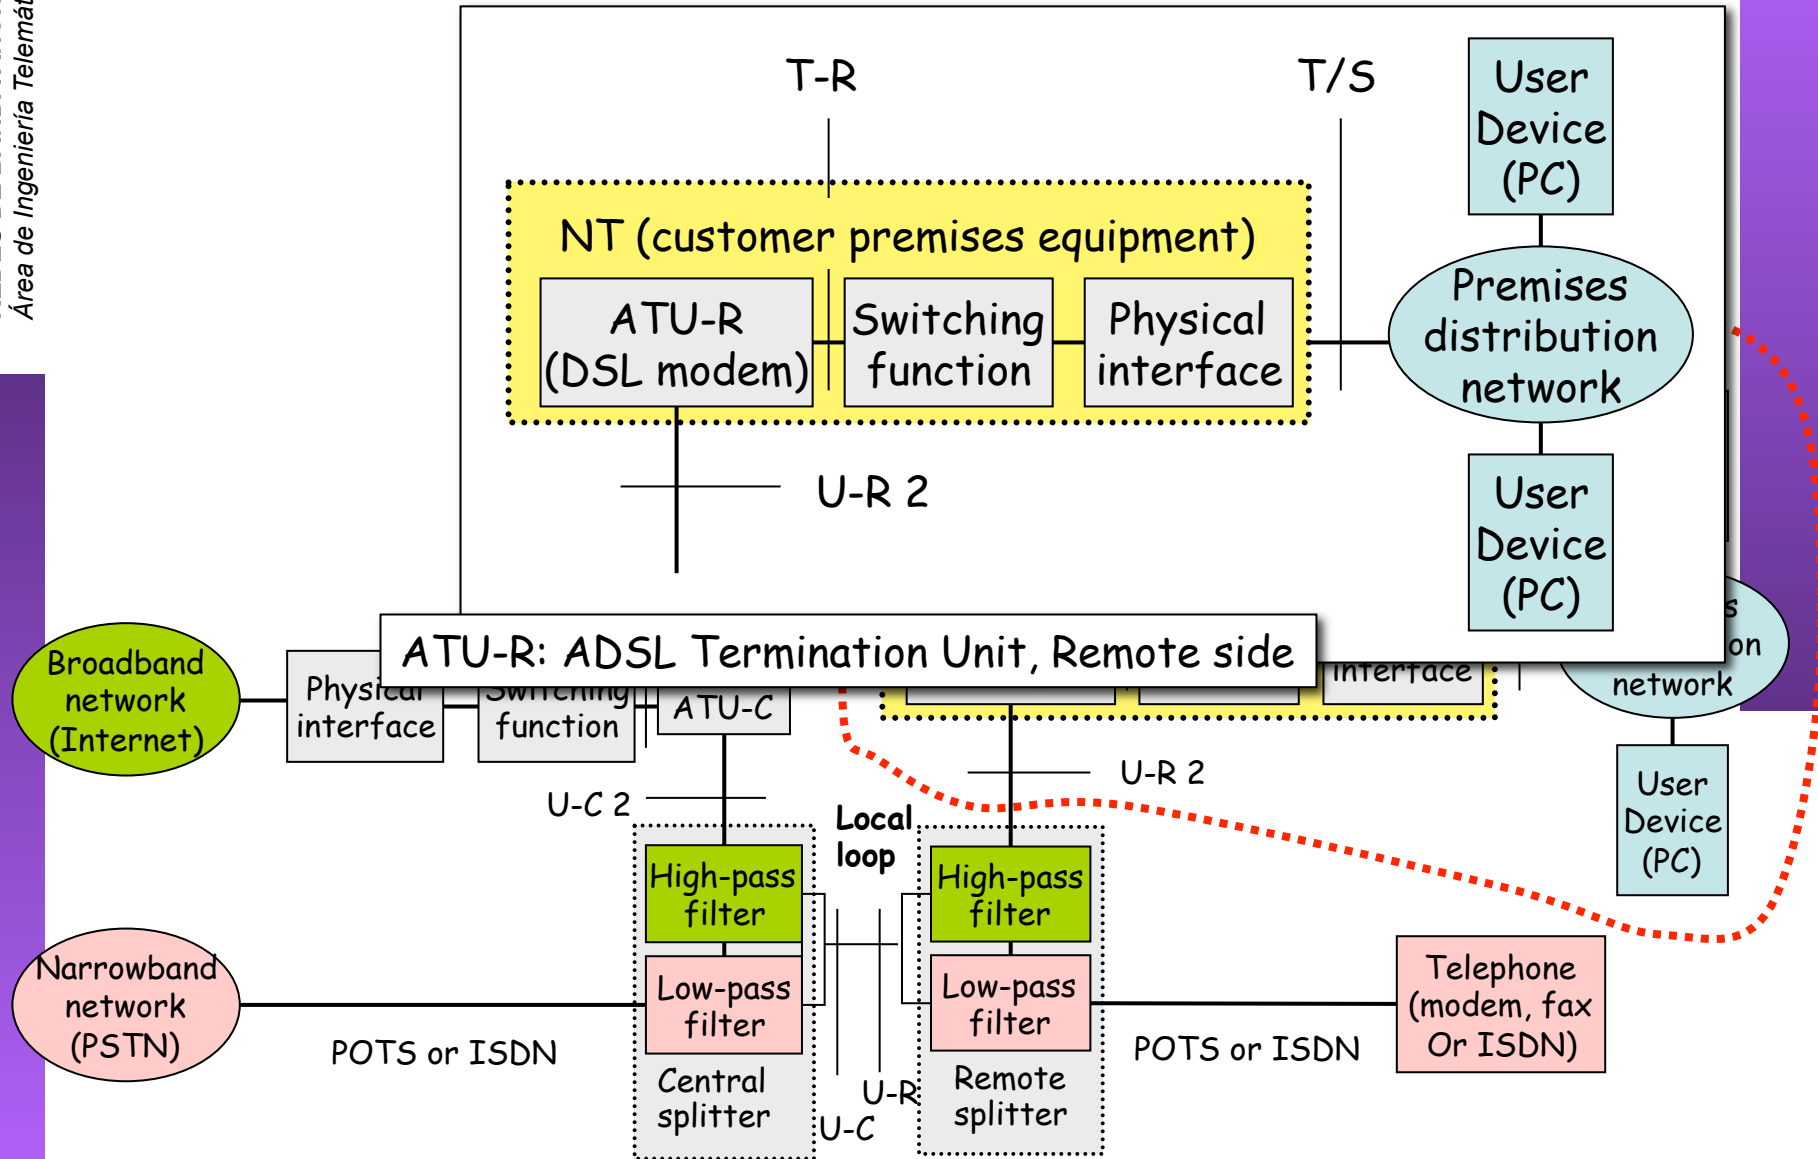 Área de Ingeniería Telemát
T-R
T/S
User
Device
(PC)
NT (customer premises equipment)
ATU-R
(DSL modem)
Switching
function
Physical
interface
Premises
distribution
network
U-R 2
User
Device
(PC)
ATU-R: ADSL Termination Unit, Remote side
Broadband
network
(Internet)
Physical
interface
Switching
function
ATU-C
interface
s
on
network
U-C 2
U-R 2
User
Device
(PC)
Local
loop
High-pass
filter
High-pass
filter
Narrowband
network
(PSTN)
Low-pass
filter
Low-pass
filter
Telephone
(modem, fax
Or ISDN)
POTS or ISDN
POTS or ISDN
Central
splitter
U-R
U-C
Remote
splitter